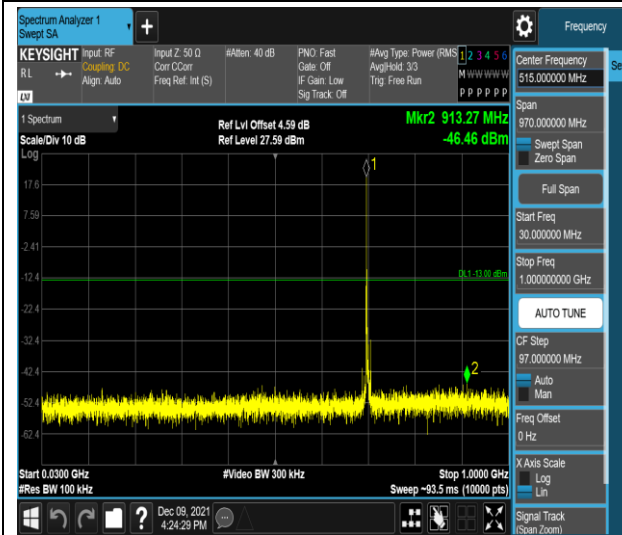 Spectrum Analyzer 1
Swept SA
+
Frequency
KEYSIGHT
RL
LXI
Input: RF
Coupling: DC
Align: Auto
Input Z: 50 Ω
Corr CCorr
Freq Ref: Int (S)
#Atten: 40 dB
PNO: Fast
Gate: Off
IF Gain: Low
Sig Track: Off
#Avg Type: Power (RMS
Avg|Hold: 3/3
Trig: Free Run
1 2 3 4 5 6
M W W W W W
P P P P P P
1 Spectrum
Scale/Div 10 dB
Log
Ref Lvl Offset 4.59 dB
Ref Level 27.59 dBm
Mkr2 913.27 MHz
-46.46 dBm
1
17.6
7.59
-2.41
-12.4
DL1 -13.00 dBm
-22.4
-32.4
-42.4
2
-52.4
-62.4
Start 0.0300 GHz
#Res BW 100 kHz
#Video BW 300 kHz
Stop 1.0000 GHz
Sweep ~93.5 ms (10000 pts)
?
Dec 09, 2021
4:24:29 PM
Center Frequency
515.000000 MHz
Se
Span
970.000000 MHz
Swept Span
Zero Span
Full Span
Start Freq
30.000000 MHz
Stop Freq
1.000000000 GHz
AUTO TUNE
CF Step
97.000000 MHz
Auto
Man
Freq Offset
0 Hz
X Axis Scale
Log
Lin
Signal Track
(Span Zoom)